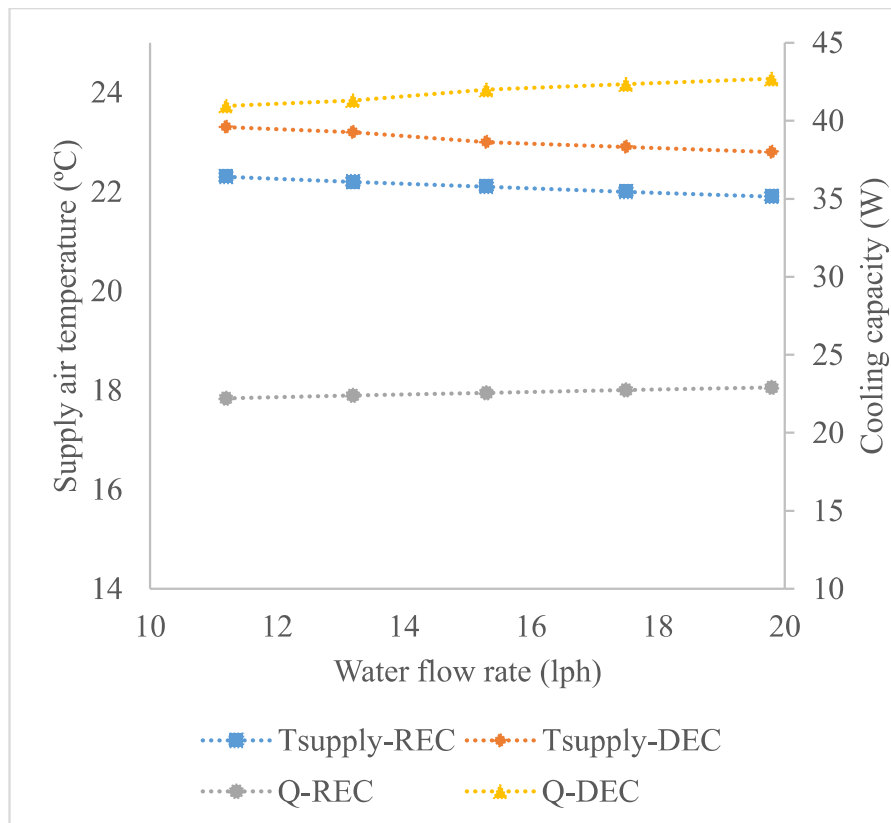 Supply air temperature (ºC)
24
22
20
18
16
14
45
40
35
30
25
20
15
10
Cooling capacity (W)
10 12 14 16 18 20
Water flow rate (lph)
Tsupply-REC Tsupply-DEC
Q-REC Q-DEC